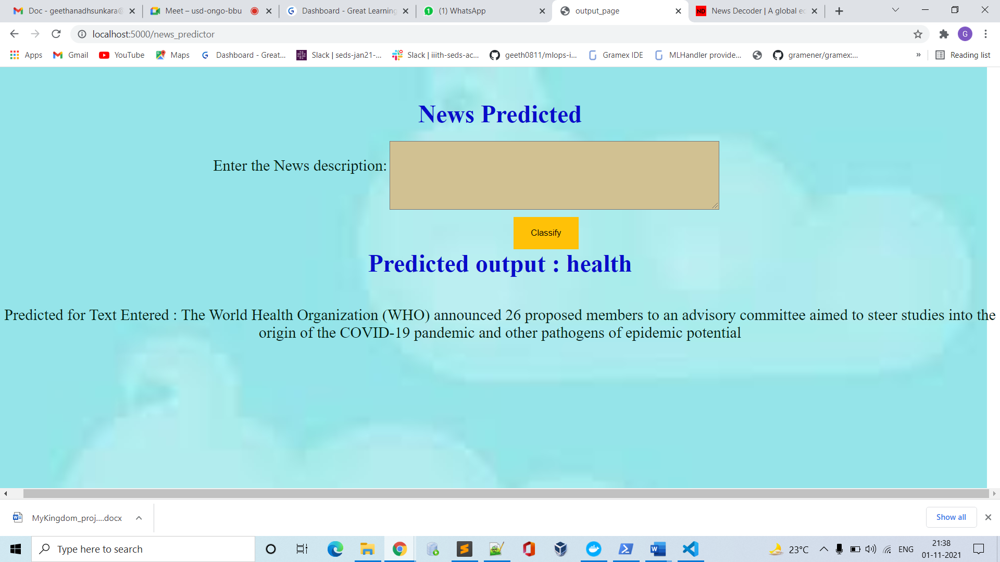 Doc - geethanadhsunkara@
Meet – usd-ongo-bbu
Dashboard - Great Learning
(1) WhatsApp
output_page
News Decoder | A global ed
localhost:5000/news_predictor
G
Apps
Gmail
YouTube
Maps
Dashboard - Great...
Slack | seds-jan21-...
Slack | iiith-seds-ac...
geeth0811/mlops-i...
Gramex IDE
MLHandler provide...
gramener/gramex:...
»
Reading list
News Predicted
Enter the News description:
Classify
Predicted output : health
Predicted for Text Entered : The World Health Organization (WHO) announced 26 proposed members to an advisory committee aimed to steer studies into the
origin of the COVID-19 pandemic and other pathogens of epidemic potential
MyKingdom_proj....docx
Show all
Type here to search
23°C
ENG
21:38
01-11-2021